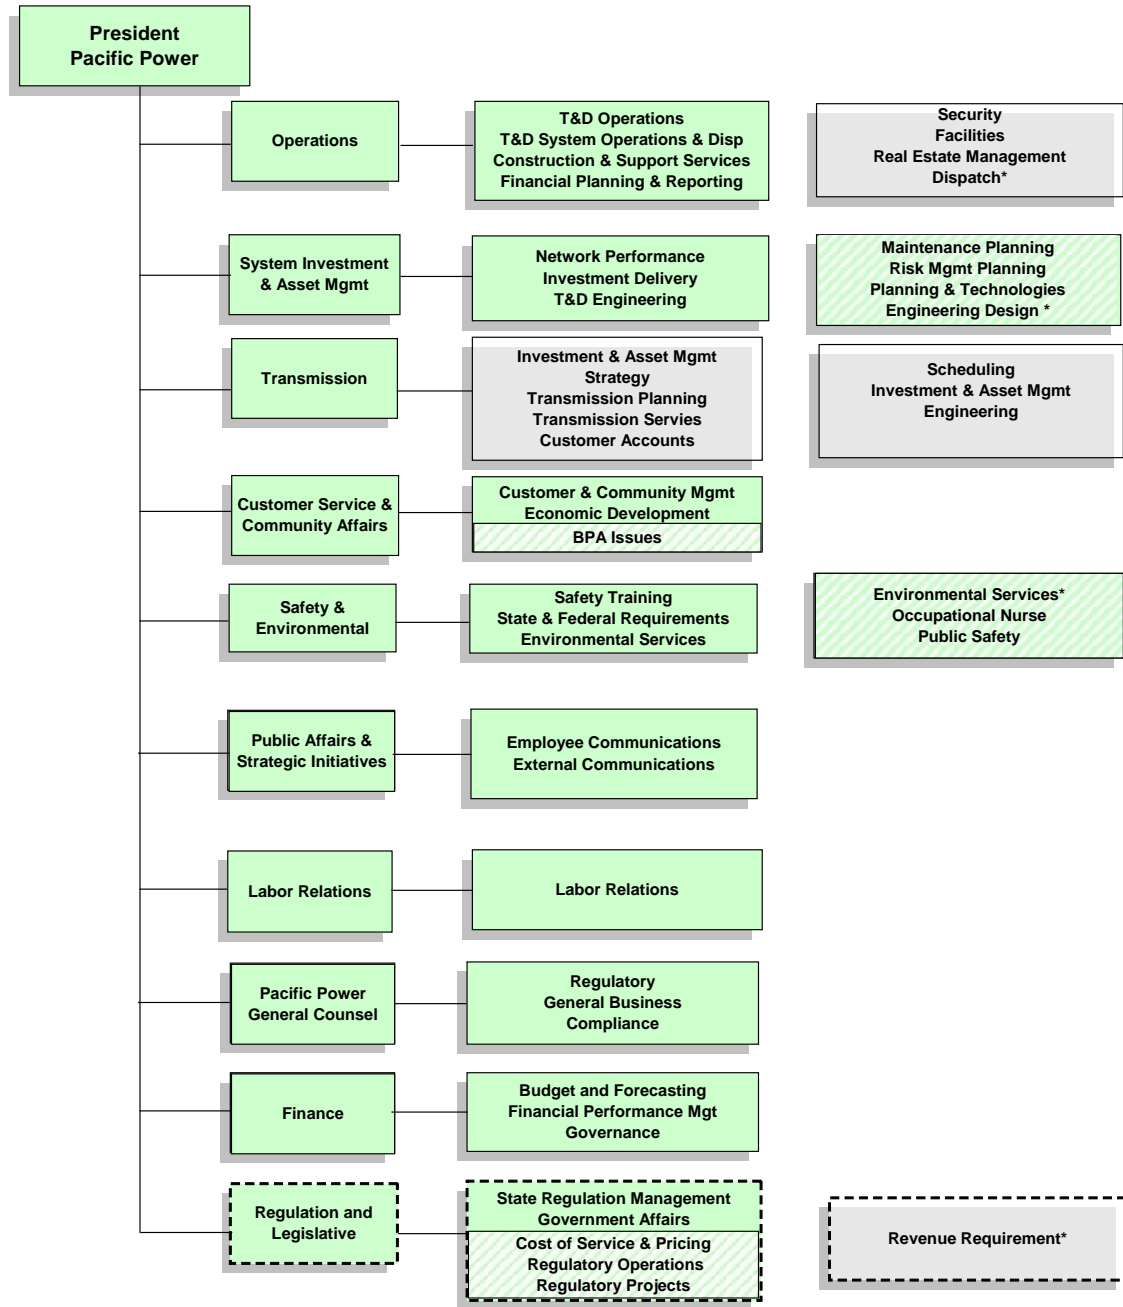 President
Pacific Power
Operations
T&D Operations
T&D System Operations & Disp
Construction & Support Services
Financial Planning & Reporting
Security
Facilities
Real Estate Management
Dispatch*
System Investment
& Asset Mgmt
Network Performance
Investment Delivery
T&D Engineering
Maintenance Planning
Risk Mgmt Planning
Planning & Technologies
Engineering Design *
Transmission
Investment & Asset Mgmt
Strategy
Transmission Planning
Transmission Servies
Customer Accounts
Scheduling
Investment & Asset Mgmt
Engineering
Customer Service &
Community Affairs
Customer & Community Mgmt
Economic Development
BPA Issues
Safety &
Environmental
Safety Training
State & Federal Requirements
Environmental Services
Environmental Services*
Occupational Nurse
Public Safety
Public Affairs &
Strategic Initiatives
Employee Communications
External Communications
Labor Relations
Labor Relations
Pacific Power
General Counsel
Regulatory
General Business
Compliance
Finance
Budget and Forecasting
Financial Performance Mgt
Governance
Regulation and
Legislative
State Regulation Management
Government Affairs
Cost of Service & Pricing
Regulatory Operations
Regulatory Projects
Revenue Requirement*